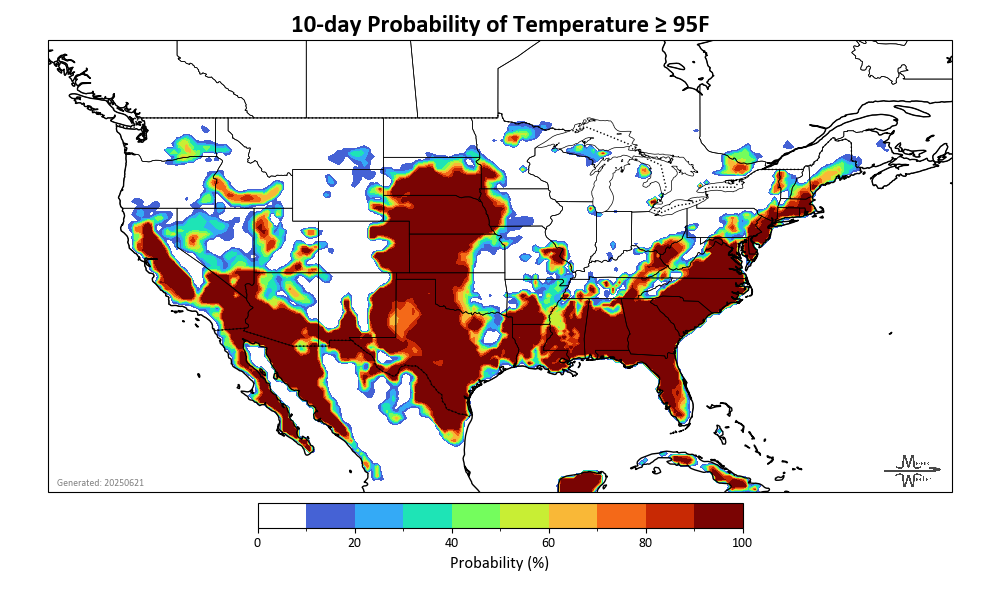 10-day Probability of Temperature ≥ 95F
Generated: 20250621
0 20 40 60 80 100
Probability (%)